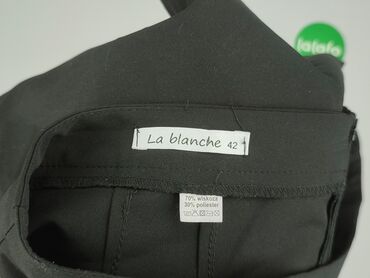 lalafo
La blanche 42
70% wiskoza
30% poliester